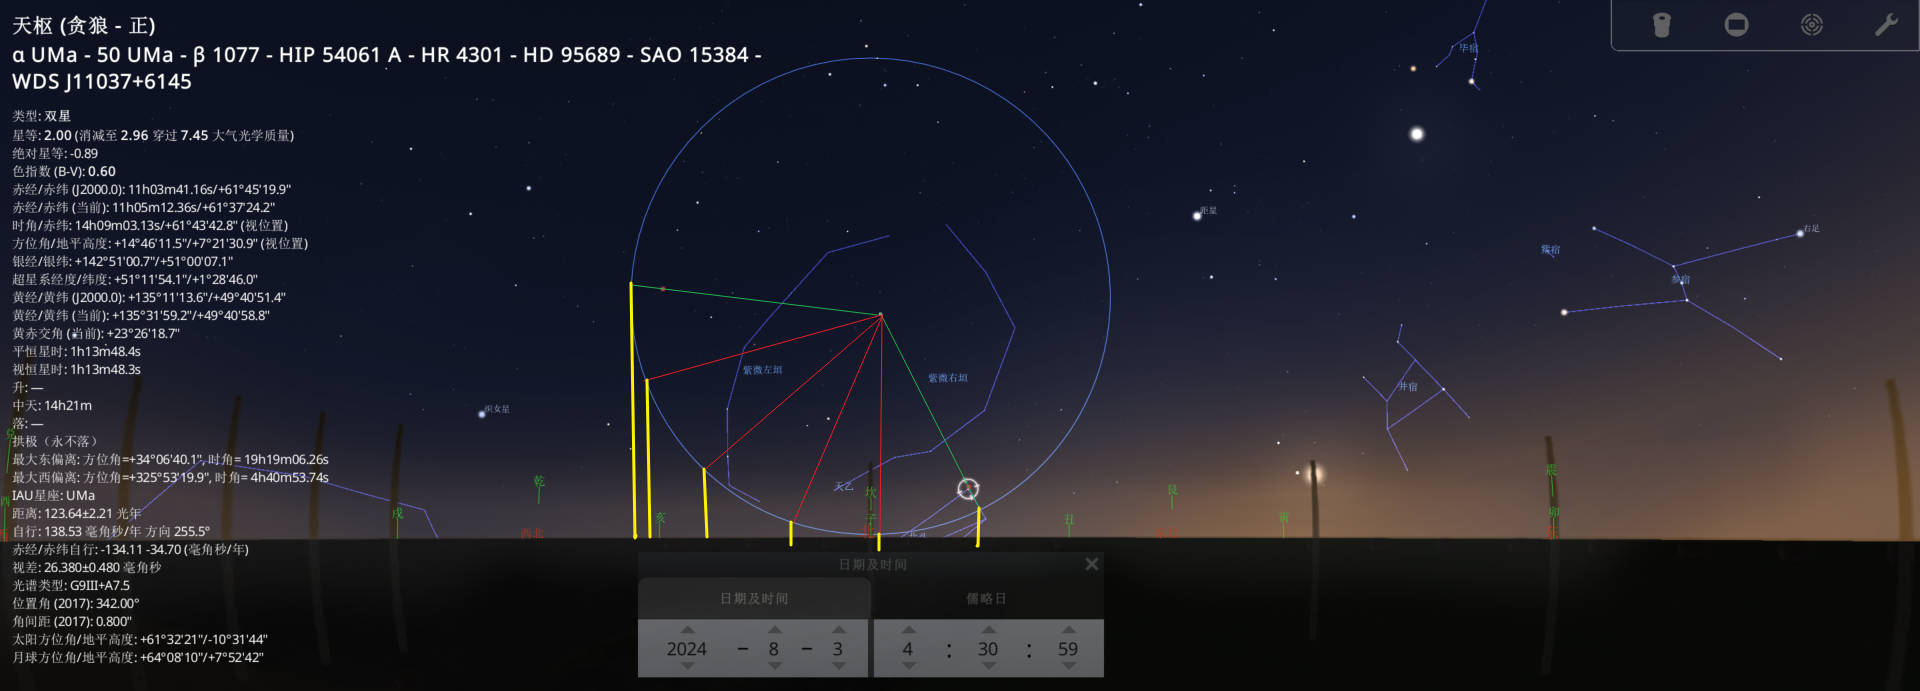 天枢 (贪狼 - 正)
α UMa - 50 UMa - β 1077 - HIP 54061 A - HR 4301 - HD 95689 - SAO 15384 -
WDS J11037+6145
类型: 双星
星等: 2.00 (消减至 2.96 穿过 7.45 大气光学质量)
绝对星等: -0.89
色指数 (B-V): 0.60
赤经/赤纬 (J2000.0): 11h03m41.16s/+61°45'19.9"
赤经/赤纬 (当前): 11h05m12.36s/+61°37'24.2"
时角/赤纬: 14h09m03.13s/+61°43'42.8" (视位置)
方位角/地平高度: +14°46'11.5"/+7°21'30.9" (视位置)
银经/银纬: +142°51'00.7"/+51°00'07.1"
超星系经度/纬度: +51°11'54.1"/+1°28'46.0"
黄经/黄纬 (J2000.0): +135°11'13.6"/+49°40'51.4"
黄经/黄纬 (当前): +135°31'59.2"/+49°40'58.8"
黄赤交角 (当前): +23°26'18.7"
平恒星时: 1h13m48.4s
视恒星时: 1h13m48.3s
升: —
中天: 14h21m
落: —
拱极（永不落）
最大东偏离: 方位角=+34°06'40.1", 时角= 19h19m06.26s
最大西偏离: 方位角=+325°53'19.9", 时角= 4h40m53.74s
IAU星座: UMa
距离: 123.64±2.21 光年
自行: 138.53 毫角秒/年 方向 255.5°
赤经/赤纬自行: -134.11 -34.70 (毫角秒/年)
视差: 26.380±0.480 毫角秒
光谱类型: G9III+A7.5
位置角 (2017): 342.00°
角间距 (2017): 0.800"
太阳方位角/地平高度: +61°32'21"/-10°31'44"
月球方位角/地平高度: +64°08'10"/+7°52'42"
毕宿
距星
右足
觜宿
参宿
井宿
紫微左垣
紫微右垣
织女星
天乙
兑
酉
戌
乾
西北
亥
坎
子
丑
艮
寅
震
卯
日期及时间
日期及时间
儒略日
2024 - 8 - 3
4 : 30 : 59